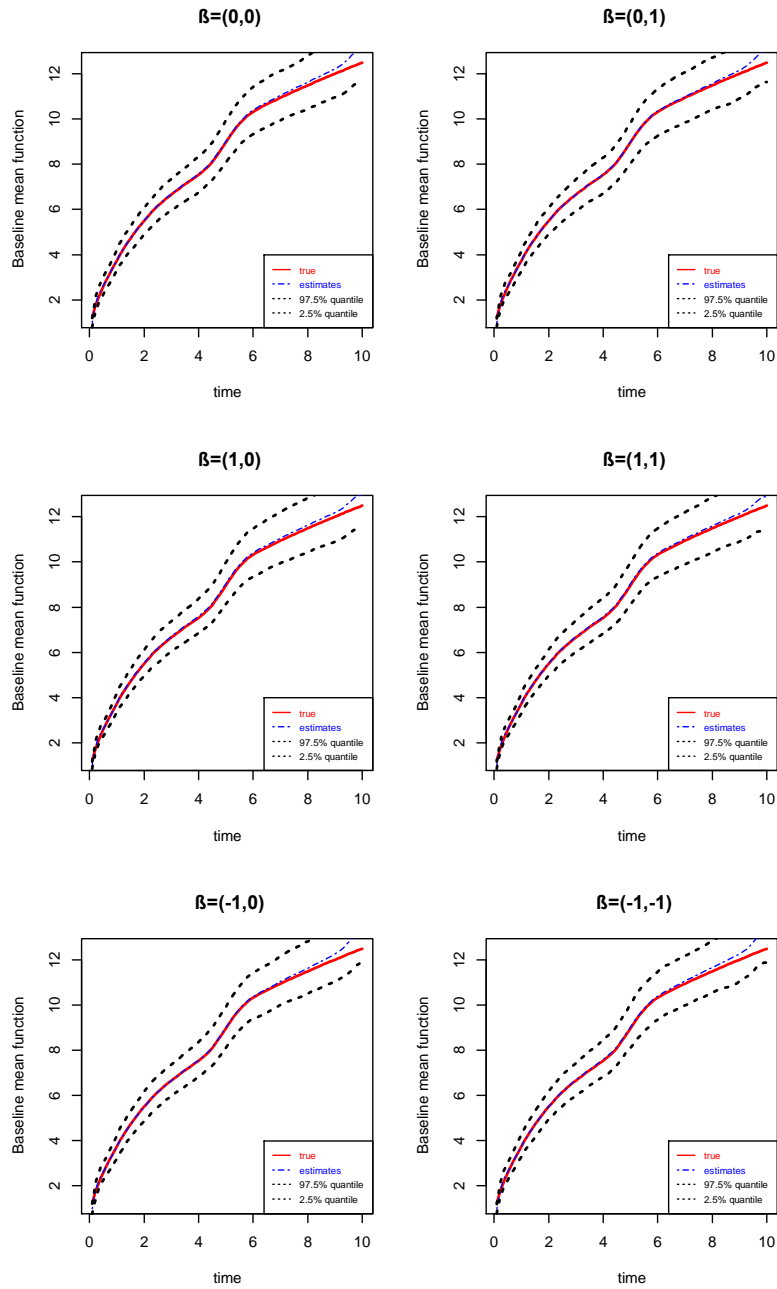 ß=(0,0)
Baseline mean function
12
10
8
6
4
2
true
estimates
97.5% quantile
2.5% quantile
0 2 4 6 8 10
time
ß=(0,1)
Baseline mean function
12
10
8
6
4
2
true
estimates
97.5% quantile
2.5% quantile
0 2 4 6 8 10
time
ß=(1,0)
Baseline mean function
12
10
8
6
4
2
true
estimates
97.5% quantile
2.5% quantile
0 2 4 6 8 10
time
ß=(1,1)
Baseline mean function
12
10
8
6
4
2
true
estimates
97.5% quantile
2.5% quantile
0 2 4 6 8 10
time
ß=(-1,0)
Baseline mean function
12
10
8
6
4
2
true
estimates
97.5% quantile
2.5% quantile
0 2 4 6 8 10
time
ß=(-1,-1)
Baseline mean function
12
10
8
6
4
2
true
estimates
97.5% quantile
2.5% quantile
0 2 4 6 8 10
time